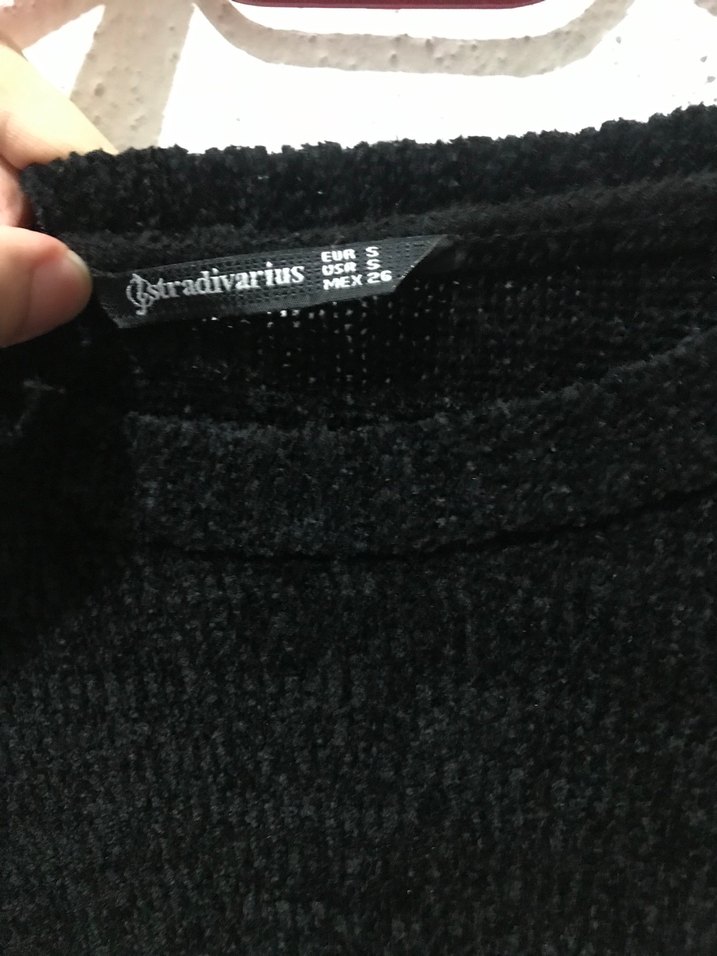 stradivarius
EUR S
USA S
MEX 26